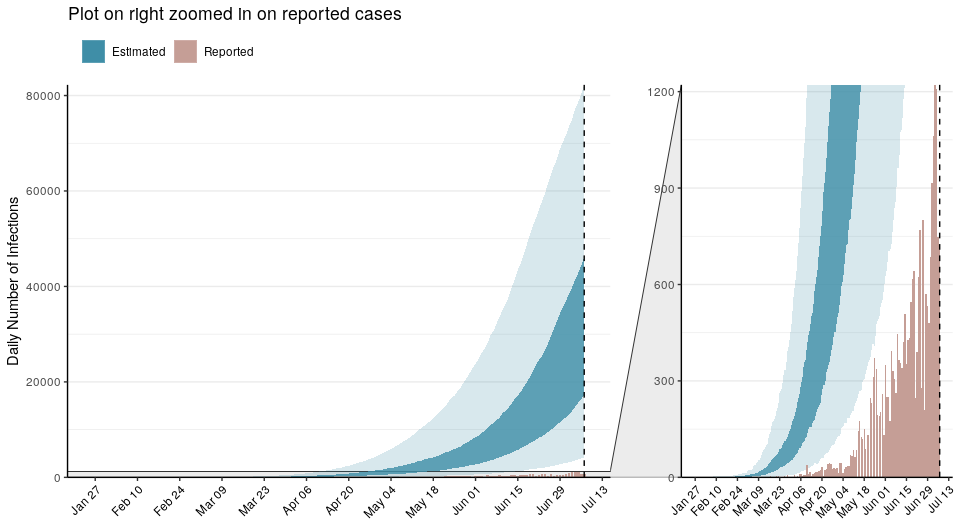 Plot on right zoomed in on reported cases
Estimated Reported
Daily Number of Infections
80000
60000
40000
20000
0
Jan 27 Feb 10 Feb 24 Mar 09 Mar 23 Apr 06 Apr 20 May 04 May 18 Jun 01 Jun 15 Jun 29 Jul 13
1200
900
600
300
0
Jan 27 Feb 10 Feb 24 Mar 09 Mar 23 Apr 06 Apr 20 May 04 May 18 Jun 01 Jun 15 Jun 29 Jul 13